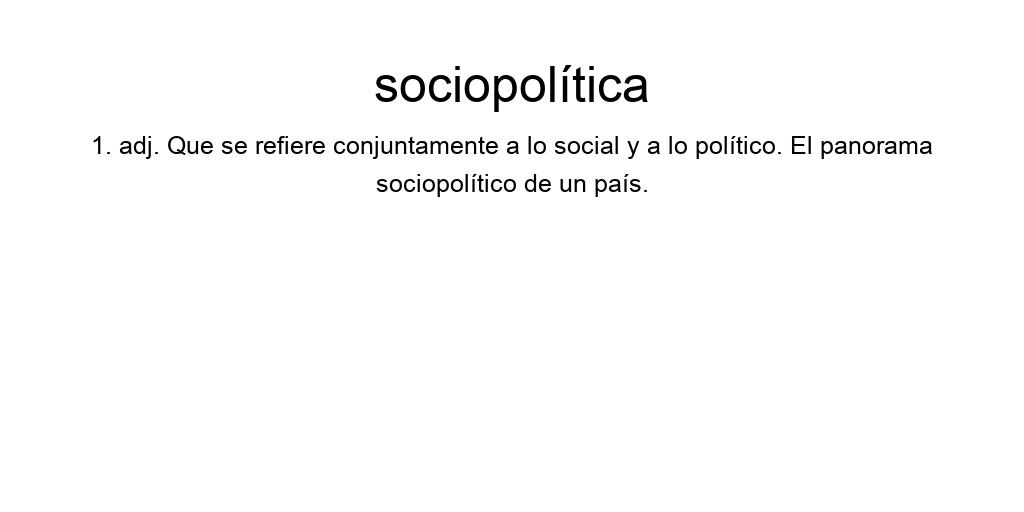 sociopolítica
1. adj. Que se refiere conjuntamente a lo social y a lo político. El panorama
sociopolítico de un país.